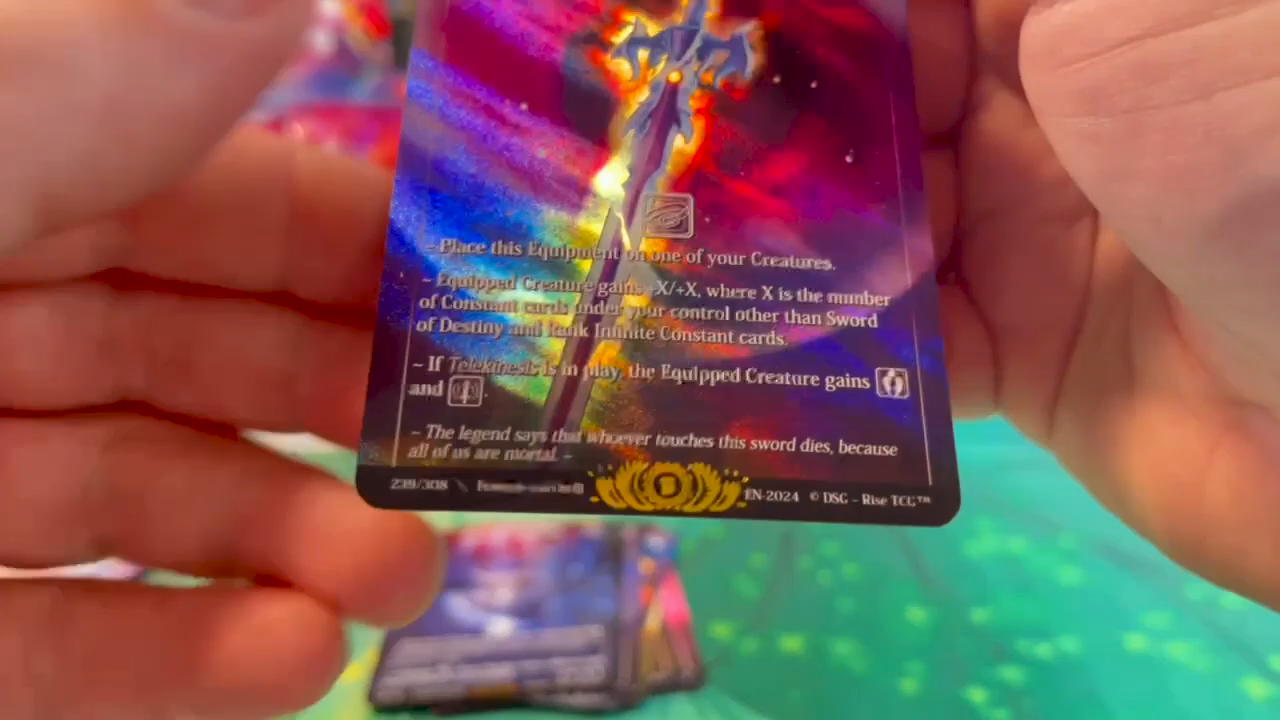 ~ Place this Equipment on one of your Creatures.
~ Equipped Creature gains +X/+X, where X is the number
of Constant cards under your control other than Sword
of Destiny and Rank Infinite Constant cards.
~ If Telekinesis is in play, the Equipped Creature gains
and
~ The legend says that whoever touches this sword dies, because
all of us are mortal. ~
239/308
EN-2024 © DSG - Rise TCG™